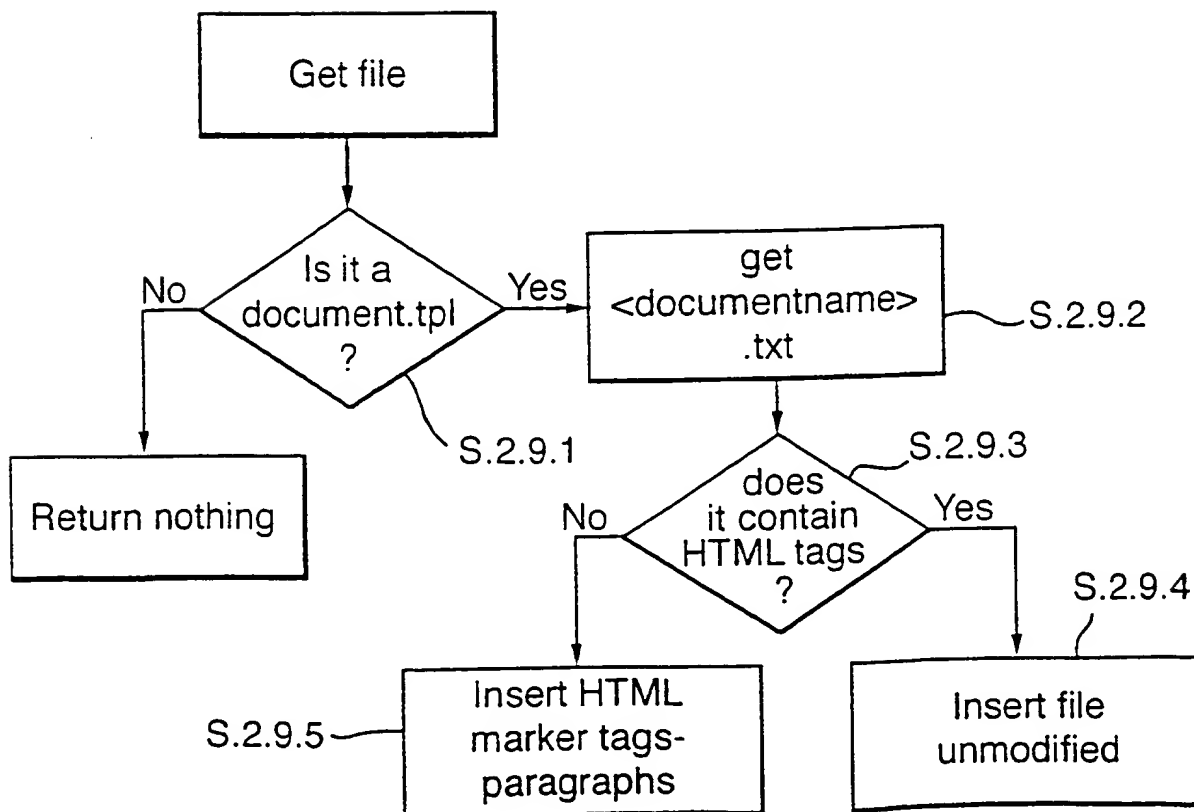 Get file
Is it a
document.tpl
?
No
Yes
get
<documentname>
.txt
S.2.9.2
S.2.9.1
Return nothing
S.2.9.3
does
it contain
HTML tags
?
No
Yes
S.2.9.4
Insert HTML
marker tags-
paragraphs
S.2.9.5
Insert file
unmodified